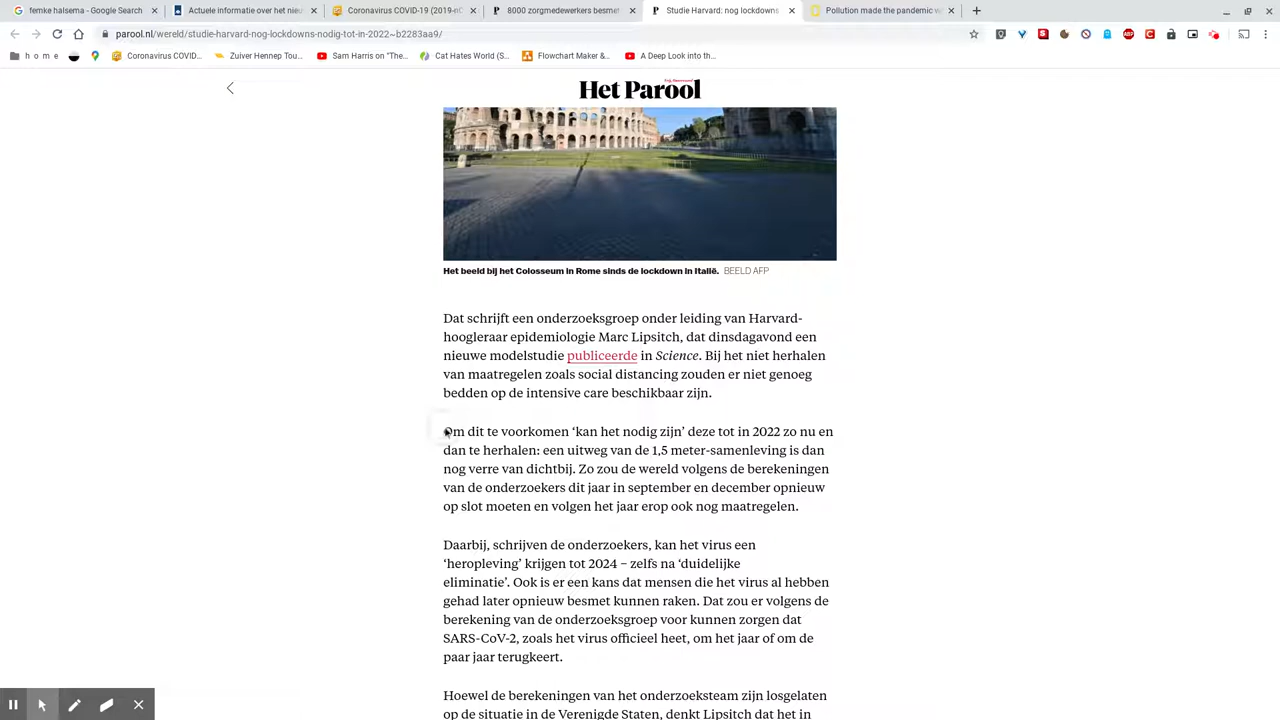 femke halsema - Google Search
Actuele informatie over het nieu
Coronavirus COVID-19 (2019-nC
8000 zorgmedewerkers besmet
Studie Harvard: nog lockdowns
Pollution made the pandemic w
parool.nl/wereld/studie-harvard-nog-lockdowns-nodig-tot-in-2022~b2283aa9/
h o m e
Coronavirus COVID...
Zuiver Hennep Tou...
Sam Harris on "The...
Cat Hates World (S...
Flowchart Maker &...
A Deep Look into th...
Het Parool
Het beeld bij het Colosseum in Rome sinds de lockdown in Italië. BEELD AFP
Dat schrijft een onderzoeksgroep onder leiding van Harvard-
hoogleraar epidemiologie Marc Lipsitch, dat dinsdagavond een
nieuwe modelstudie publiceerde in Science. Bij het niet herhalen
van maatregelen zoals social distancing zouden er niet genoeg
bedden op de intensive care beschikbaar zijn.
Om dit te voorkomen ‘kan het nodig zijn’ deze tot in 2022 zo nu en
dan te herhalen: een uitweg van de 1,5 meter-samenleving is dan
nog verre van dichtbij. Zo zou de wereld volgens de berekeningen
van de onderzoekers dit jaar in september en december opnieuw
op slot moeten en volgen het jaar erop ook nog maatregelen.
Daarbij, schrijven de onderzoekers, kan het virus een
‘heropleving’ krijgen tot 2024 – zelfs na ‘duidelijke
eliminatie’. Ook is er een kans dat mensen die het virus al hebben
gehad later opnieuw besmet kunnen raken. Dat zou er volgens de
berekening van de onderzoeksgroep voor kunnen zorgen dat
SARS-CoV-2, zoals het virus officieel heet, om het jaar of om de
paar jaar terugkeert.
Hoewel de berekeningen van het onderzoeksteam zijn losgelaten
op de situatie in de Verenigde Staten, denkt Lipsitch dat het in